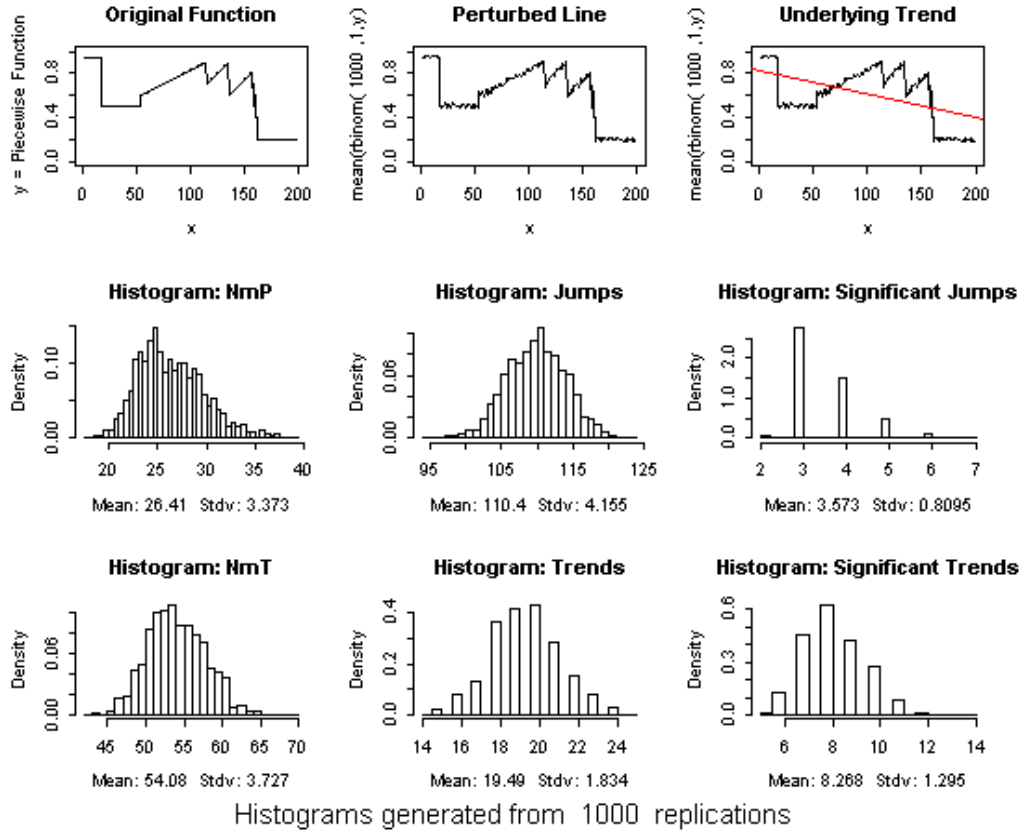 Original Function
Perturbed Line
Underlying Trend
y = Piecewise Function
0.0 0.4 0.8
0 50 100 150 200
x
mean(rbinom( 1000 ,1,y)
0.0 0.4 0.8
0 50 100 150 200
x
mean(rbinom( 1000 ,1,y)
0.0 0.4 0.8
0 50 100 150 200
x
Histogram: NmP
Histogram: Jumps
Histogram: Significant Jumps
Density
0.00 0.10
20 25 30 35 40
Mean: 26.41 Stdv: 3.373
Density
0.00 0.06
95 105 115 125
Mean: 110.4 Stdv: 4.155
Density
0.0 1.0 2.0
2 3 4 5 6 7
Mean: 3.573 Stdv: 0.8095
Histogram: NmT
Histogram: Trends
Histogram: Significant Trends
Density
0.00 0.06
45 50 55 60 65 70
Mean: 54.08 Stdv: 3.727
Density
0.0 0.2 0.4
14 16 18 20 22 24
Mean: 19.49 Stdv: 1.834
Density
0.0 0.3 0.6
6 8 10 12 14
Mean: 8.268 Stdv: 1.295
Histograms generated from 1000 replications